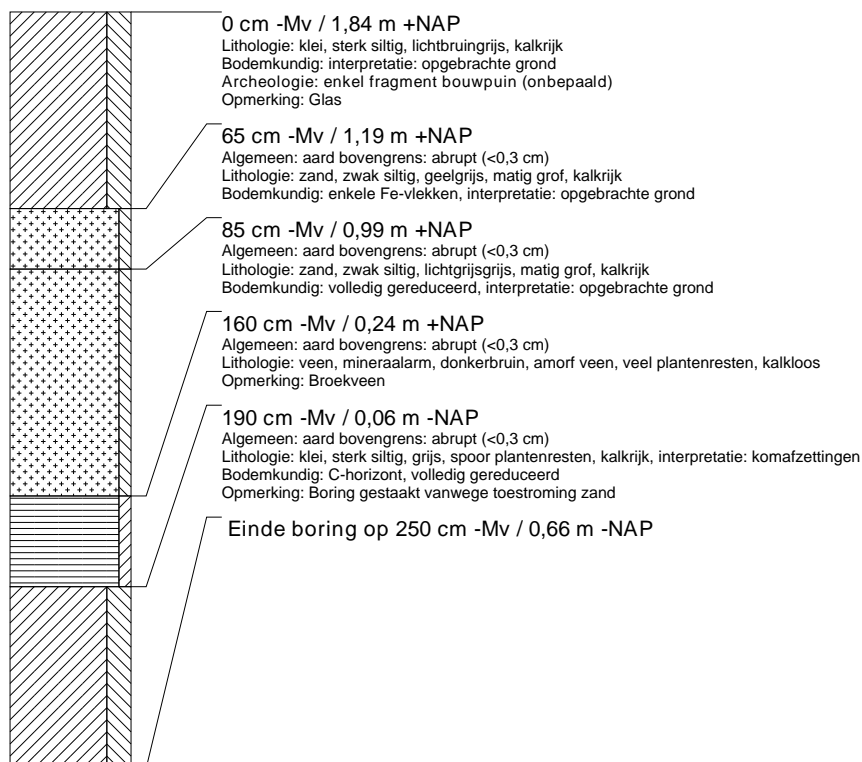 0 cm -Mv / 1,84 m +NAP
Lithologie: klei, sterk siltig, lichtbruingrijs, kalkrijk
Bodemkundig: interpretatie: opgebrachte grond
Archeologie: enkel fragment bouwpuin (onbepaald)
Opmerking: Glas
65 cm -Mv / 1,19 m +NAP
Algemeen: aard bovengrens: abrupt (<0,3 cm)
Lithologie: zand, zwak siltig, geelgrijs, matig grof, kalkrijk
Bodemkundig: enkele Fe-vlekken, interpretatie: opgebrachte grond
85 cm -Mv / 0,99 m +NAP
Algemeen: aard bovengrens: abrupt (<0,3 cm)
Lithologie: zand, zwak siltig, lichtgrijsgrijs, matig grof, kalkrijk
Bodemkundig: volledig gereduceerd, interpretatie: opgebrachte grond
160 cm -Mv / 0,24 m +NAP
Algemeen: aard bovengrens: abrupt (<0,3 cm)
Lithologie: veen, mineraalarm, donkerbruin, amorf veen, veel plantenresten, kalkloos
Opmerking: Broekveen
190 cm -Mv / 0,06 m -NAP
Algemeen: aard bovengrens: abrupt (<0,3 cm)
Lithologie: klei, sterk siltig, grijs, spoor plantenresten, kalkrijk, interpretatie: komafzettingen
Bodemkundig: C-horizont, volledig gereduceerd
Opmerking: Boring gestaakt vanwege toestroming zand
Einde boring op 250 cm -Mv / 0,66 m -NAP